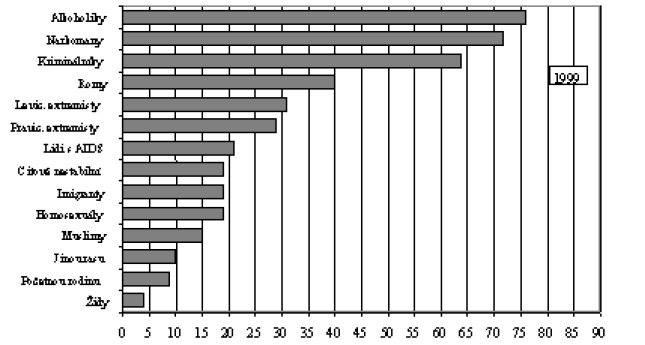 Alkoholiky
Narkomany
Kriminálníky
Romy
Levic. extremisty
Pravic. extremisty
Lidi s AIDS
Citově nestabilní
Imigranty
Homosexuály
Muslimy
Jinou rasu
Početnou rodinu
Židy
1999
0 5 10 15 20 25 30 35 40 45 50 55 60 65 70 75 80 85 90